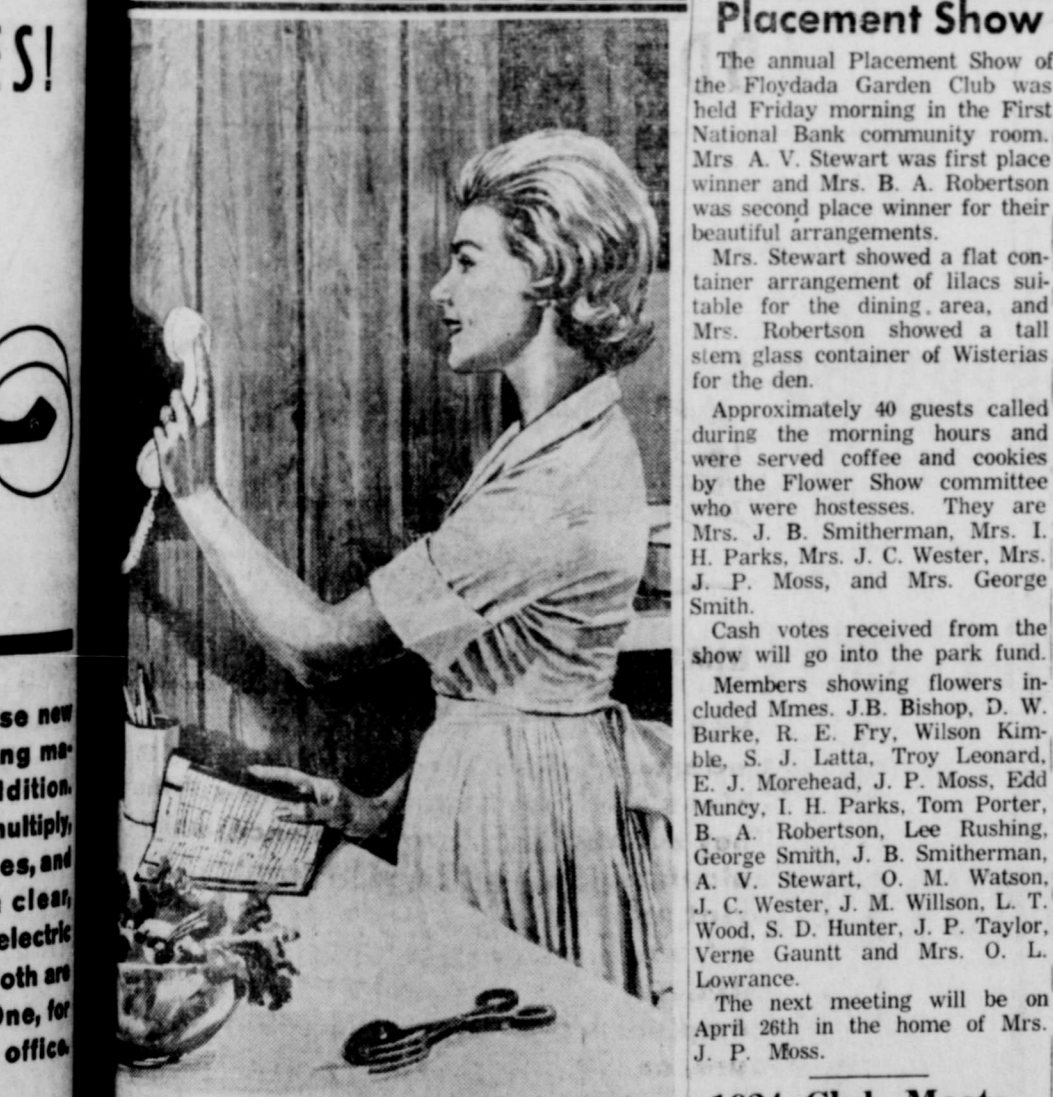 S!
se new
ng ma-
ddition.
multiply,
es, and
clear,
electric
oth are
One, for
office.
Placement Show
The annual Placement Show of
the Floydada Garden Club was
held Friday morning in the First
National Bank community room.
Mrs A. V. Stewart was first place
winner and Mrs. B. A. Robertson
was second place winner for their
beautiful arrangements.
Mrs. Stewart showed a flat con-
tainer arrangement of lilacs sui-
table for the dining area, and
Mrs. Robertson showed a tall
stem glass container of Wisterias
for the den.
Approximately 40 guests called
during the morning hours and
were served coffee and cookies
by the Flower Show committee
who were hostesses. They are
Mrs. J. B. Smitherman, Mrs. I.
H. Parks, Mrs. J. C. Wester, Mrs.
J. P. Moss, and Mrs. George
Smith.
Cash votes received from the
show will go into the park fund.
Members showing flowers in-
cluded Mmes. J.B. Bishop, D. W.
Burke, R. E. Fry, Wilson Kim-
ble, S. J. Latta, Troy Leonard,
E. J. Morehead, J. P. Moss, Edd
Muncy, I. H. Parks, Tom Porter,
B. A. Robertson, Lee Rushing,
George Smith, J. B. Smitherman,
A. V. Stewart, O. M. Watson,
J. C. Wester, J. M. Willson, L. T.
Wood, S. D. Hunter, J. P. Taylor,
Verne Gauntt and Mrs. O. L.
Lowrance.
The next meeting will be on
April 26th in the home of Mrs.
J. P. Moss.